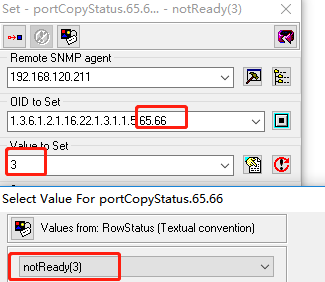 Set - portCopyStatus.65.66... - notReady(3)
Remote SNMP agent
192.168.120.211
OID to Set
1.3.6.1.2.1.16.22.1.3.1.1.5.65.66
Value to Set
3
Select Value For portCopyStatus.65.66
Values from: RowStatus (Textual convention)
notReady(3)